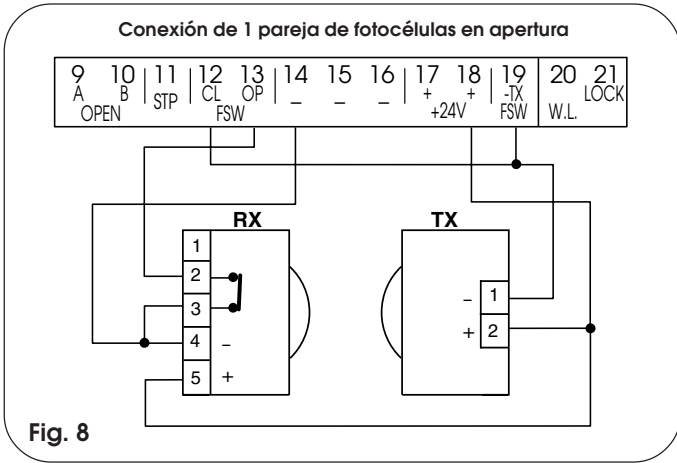 Conexión de 1 pareja de fotocélulas en apertura
9 10 11 12 13 14 15 16 17 18 19 20 21
A B STP CL OP _ _ _ + + -TX LOCK
OPEN FSW +24V FSW W.L.
RX TX
1
2
3
4 –
5 +
– 1
+ 2
Fig. 8